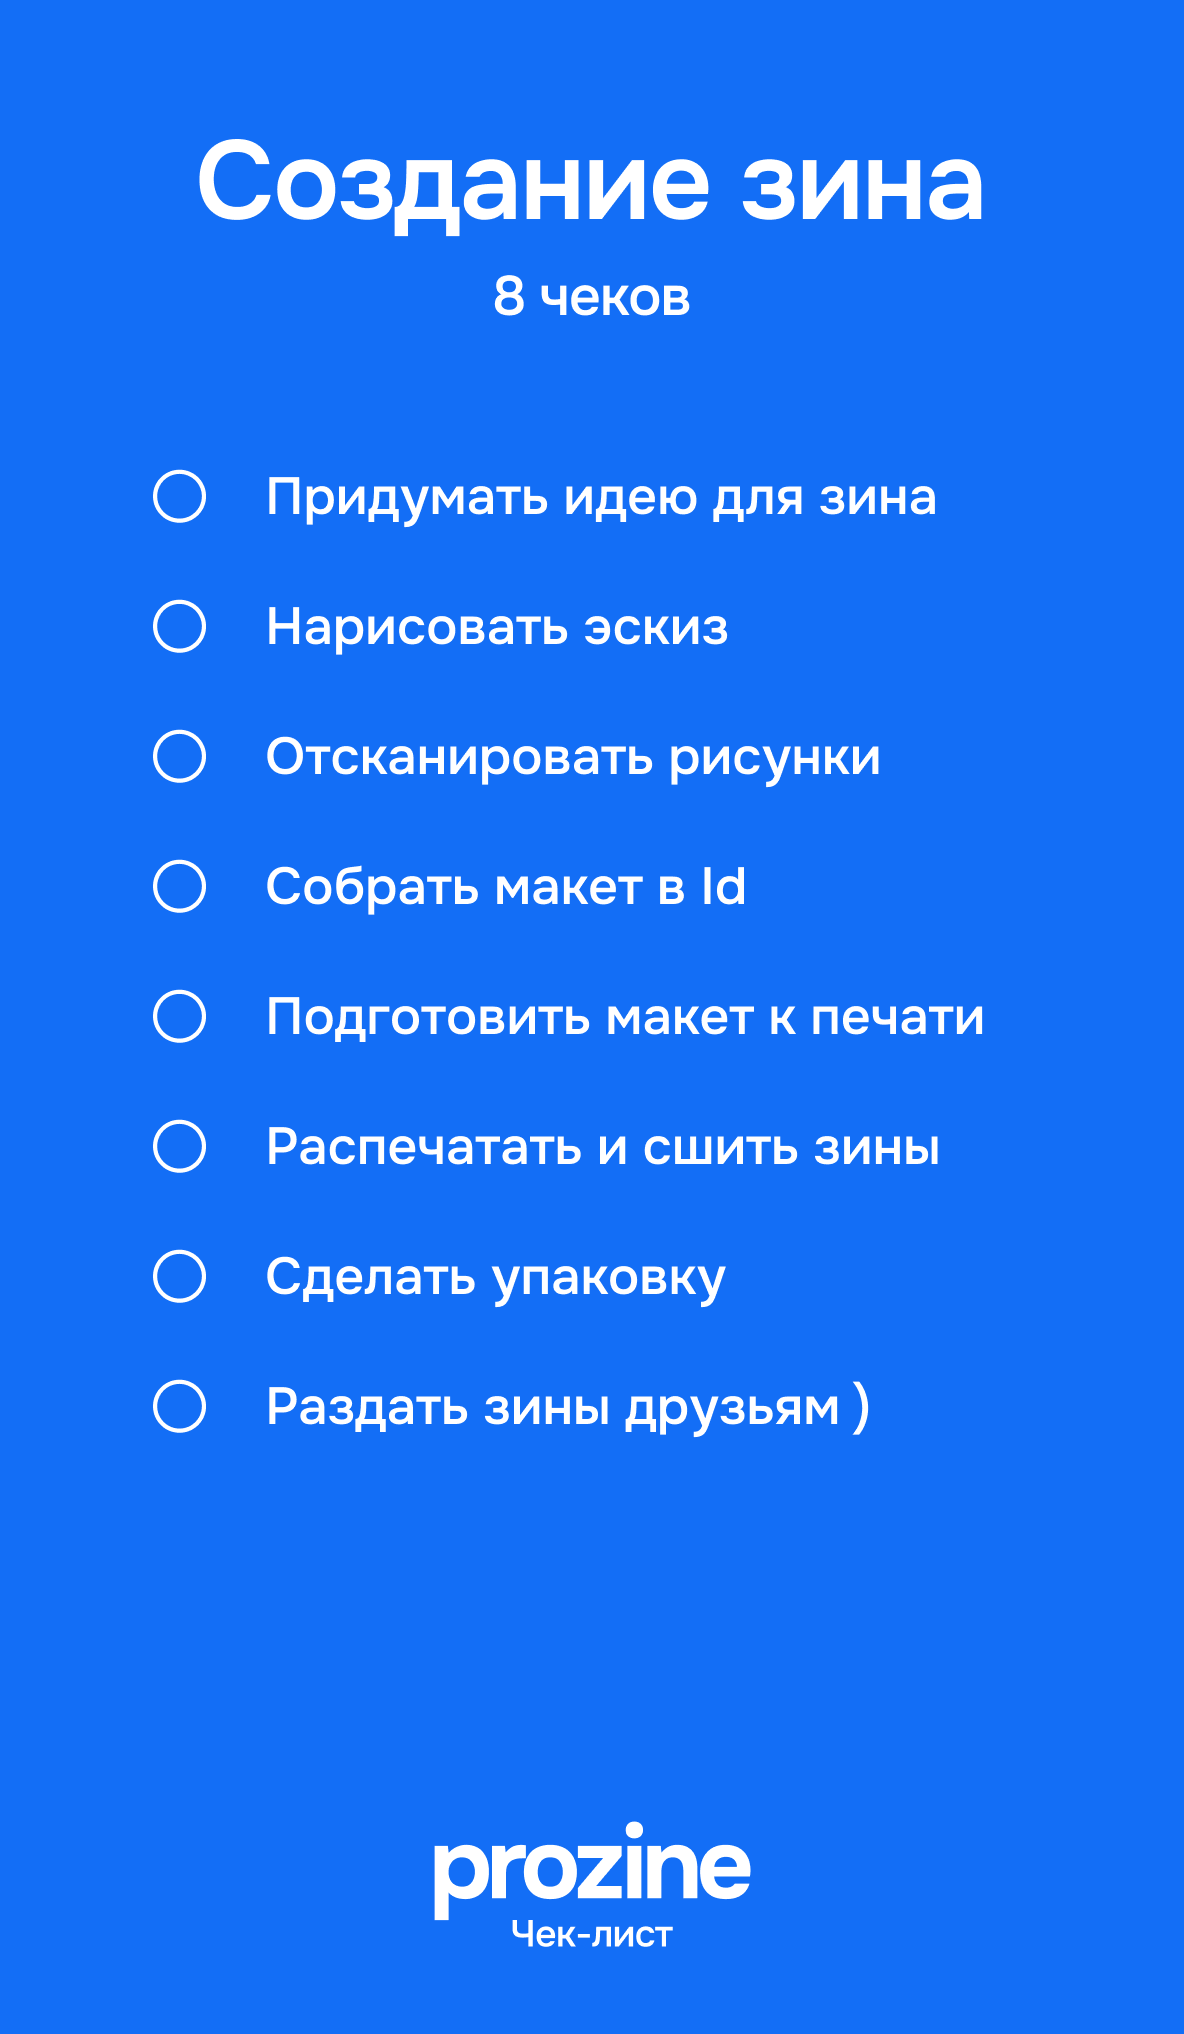 Создание зина
8 чеков
Придумать идею для зина
Нарисовать эскиз
Отсканировать рисунки
Собрать макет в Id
Подготовить макет к печати
Распечатать и сшить зины
Сделать упаковку
Раздать зины друзьям )
prozine
Чек-лист